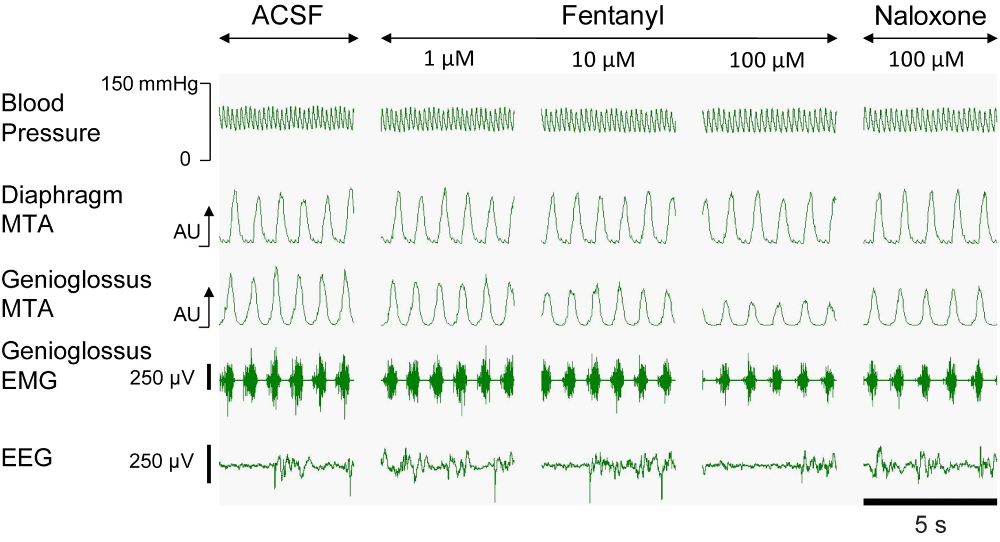 ACSF
Fentanyl
Naloxone
1 µM
10 µM
100 µM
100 µM
150 mmHg
Blood
Pressure
0
Diaphragm
MTA
AU
Genioglossus
MTA
AU
Genioglossus
EMG
250 µV
EEG
250 µV
5 s